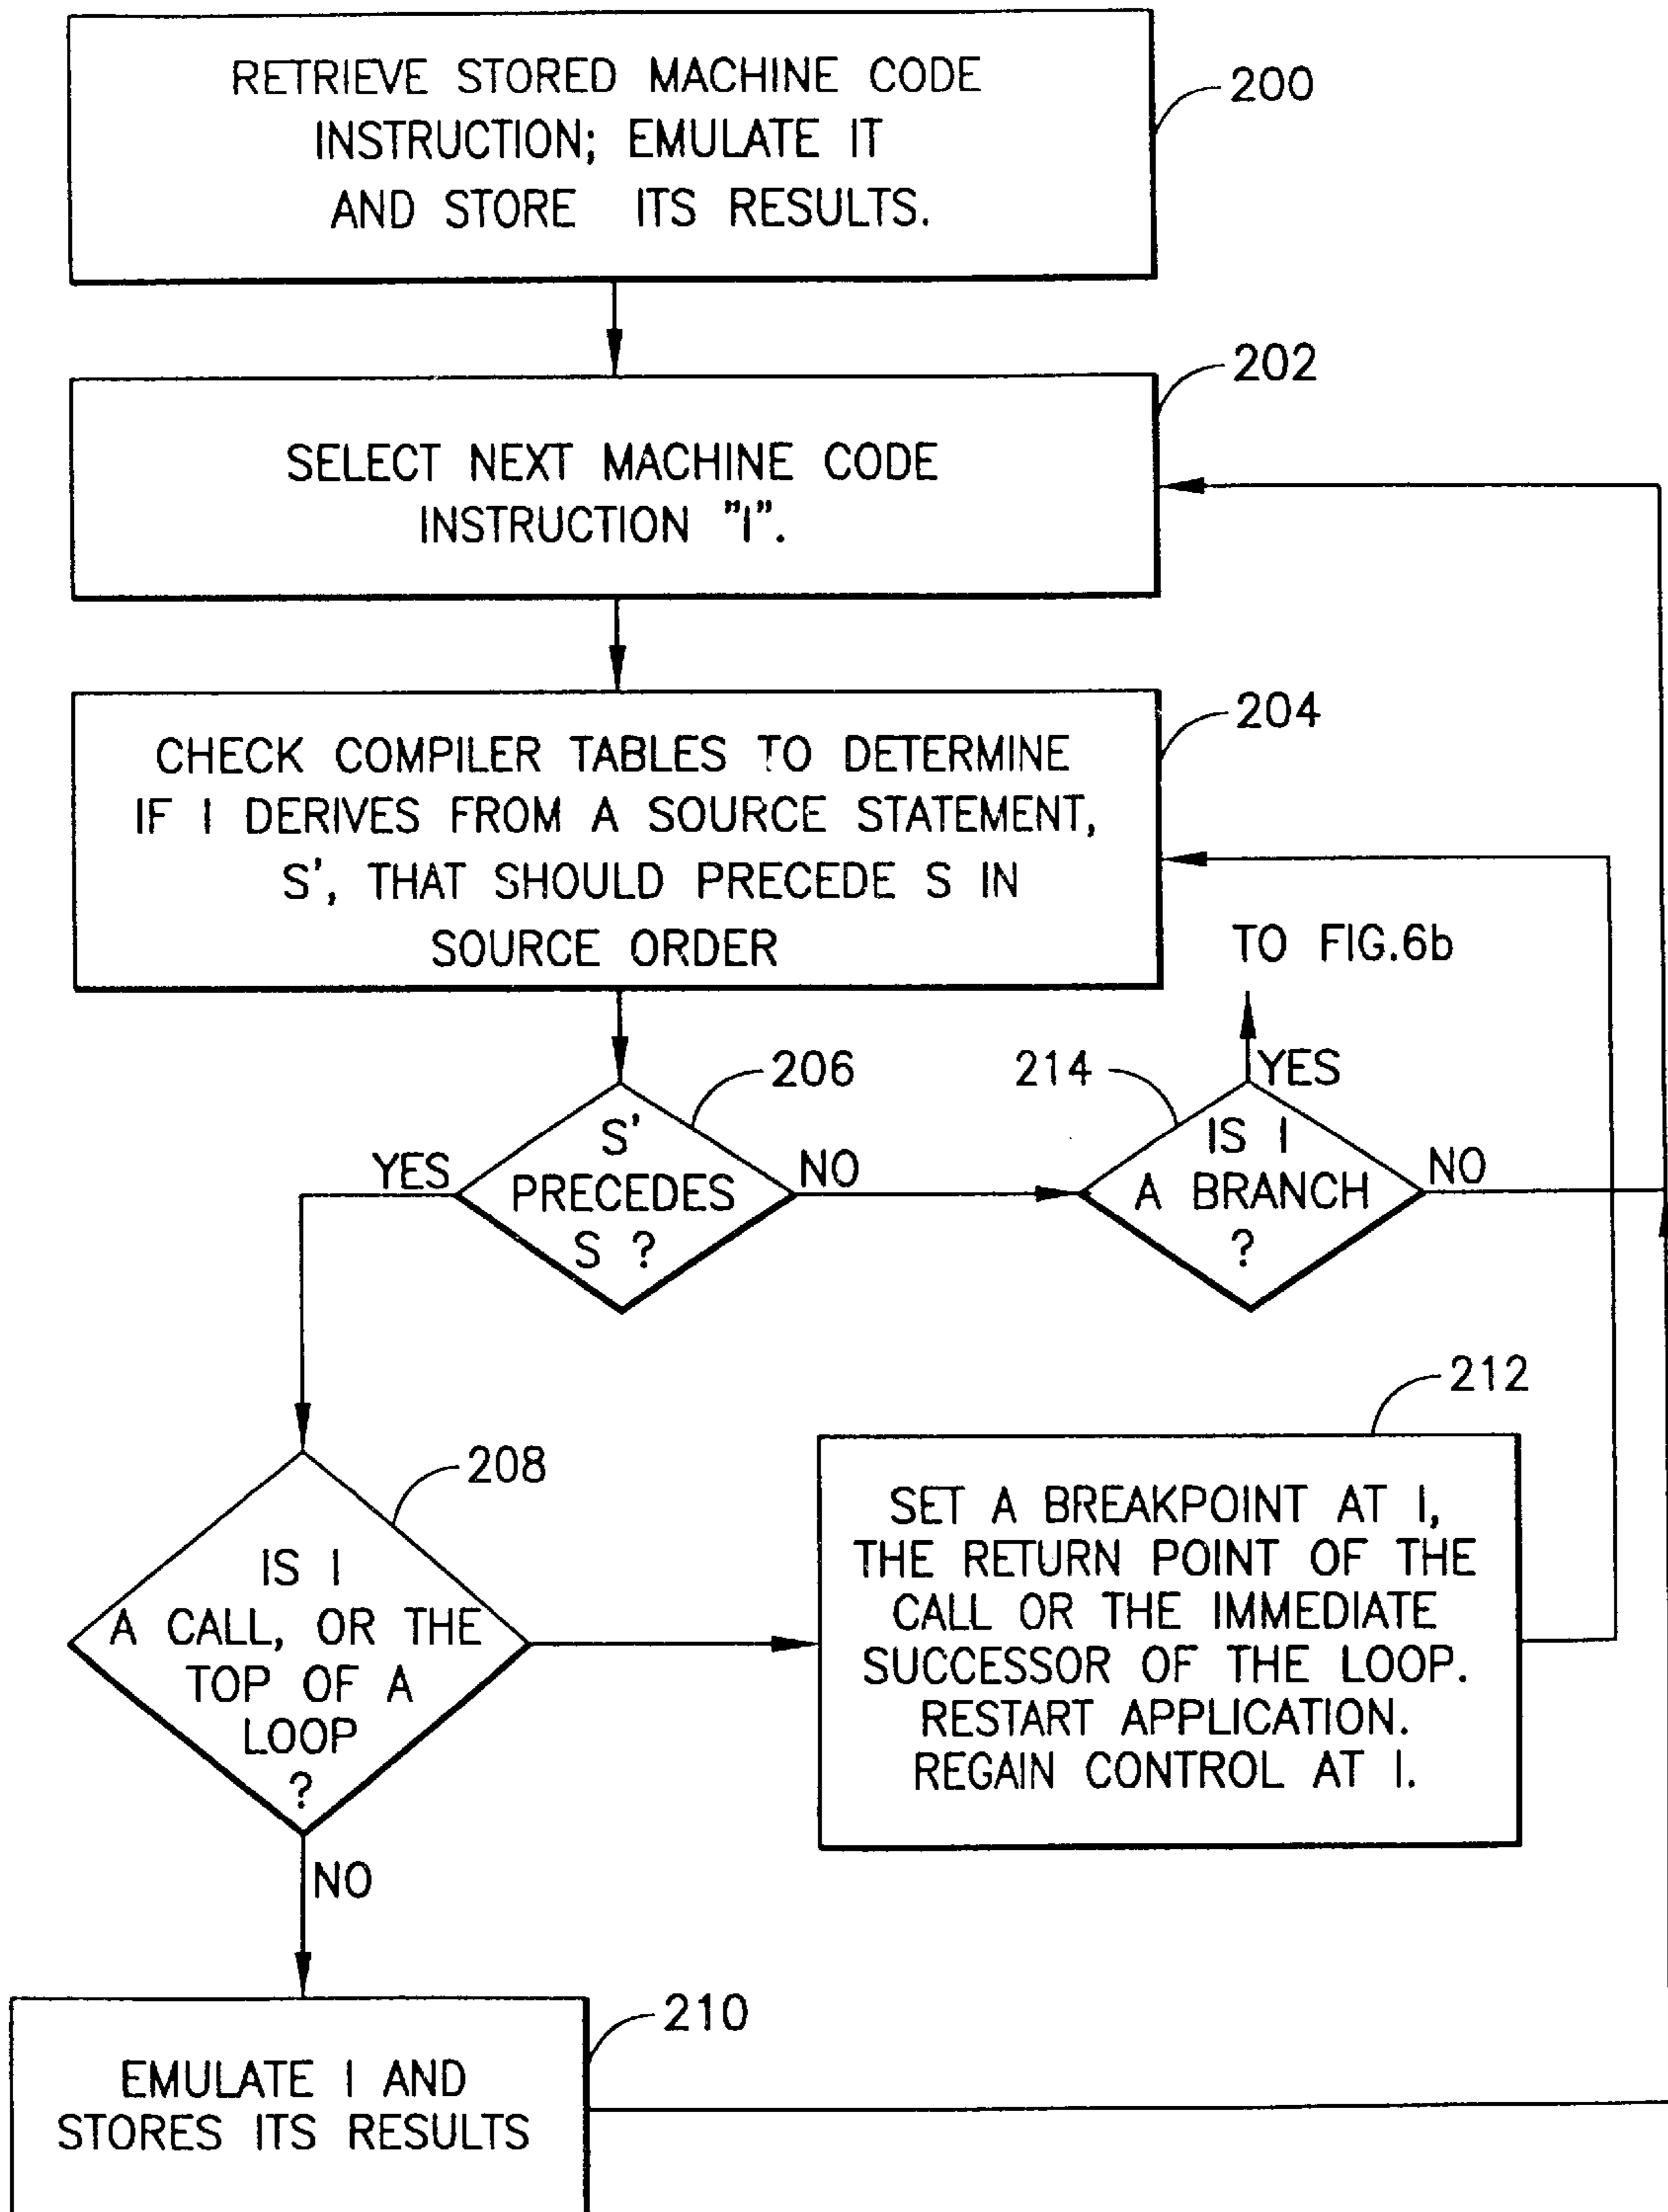 RETRIEVE STORED MACHINE CODE
INSTRUCTION; EMULATE IT
AND STORE ITS RESULTS.
200
202
SELECT NEXT MACHINE CODE
INSTRUCTION "I".
204
CHECK COMPILER TABLES TO DETERMINE
IF I DERIVES FROM A SOURCE STATEMENT,
S', THAT SHOULD PRECEDE S IN
SOURCE ORDER
TO FIG.6b
206
S'
PRECEDES
S ?
YES
NO
214
YES
IS I
A BRANCH
?
NO
208
IS I
A CALL, OR THE
TOP OF A
LOOP
?
NO
212
SET A BREAKPOINT AT I,
THE RETURN POINT OF THE
CALL OR THE IMMEDIATE
SUCCESSOR OF THE LOOP.
RESTART APPLICATION.
REGAIN CONTROL AT I.
210
EMULATE I AND
STORES ITS RESULTS